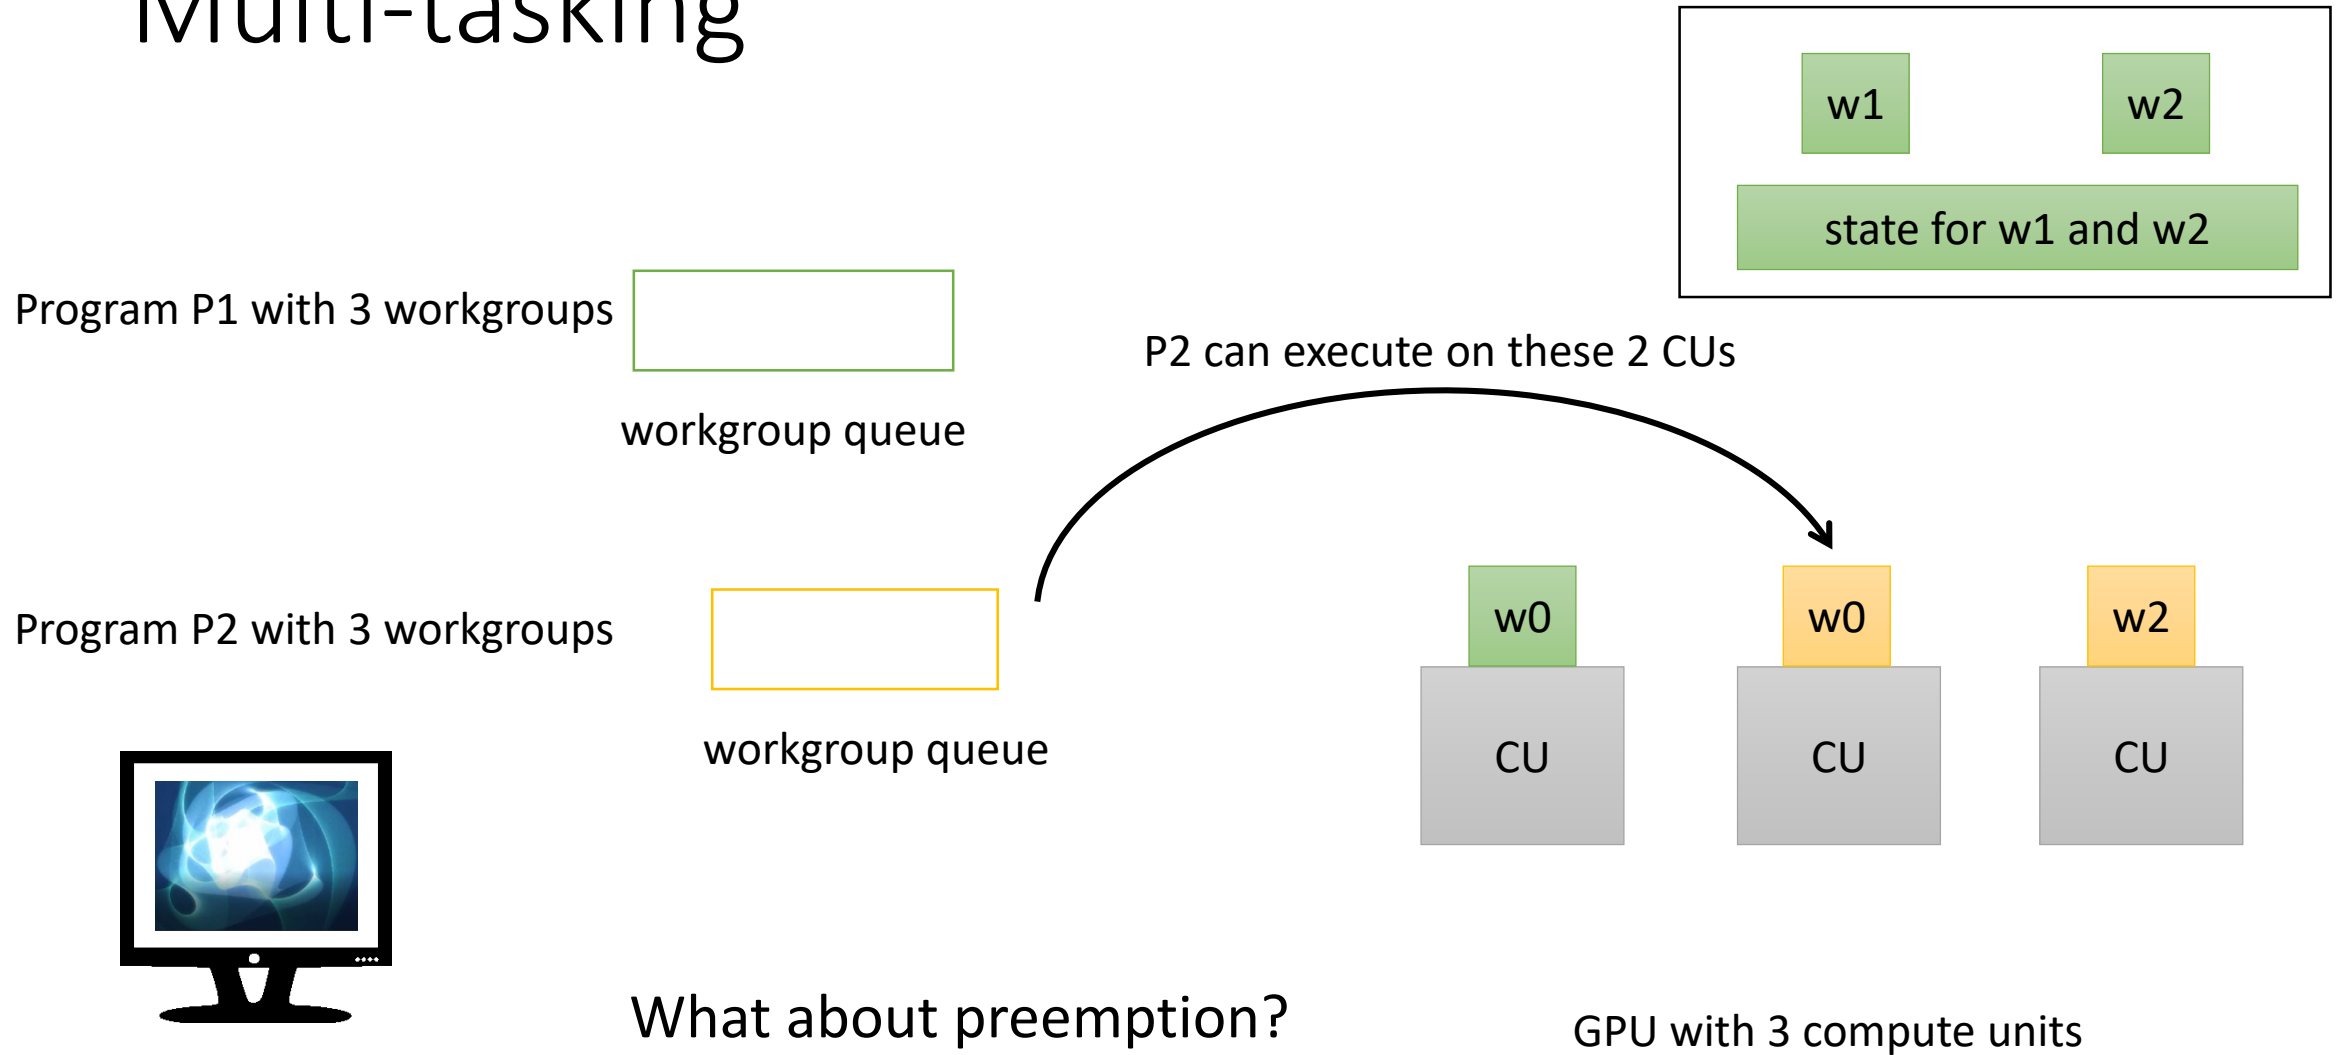 Multi-tasking
w1
w2
state for w1 and w2
Program P1 with 3 workgroups
P2 can execute on these 2 CUs
workgroup queue
Program P2 with 3 workgroups
w0
w0
w2
workgroup queue
CU
CU
CU
What about preemption?
GPU with 3 compute units